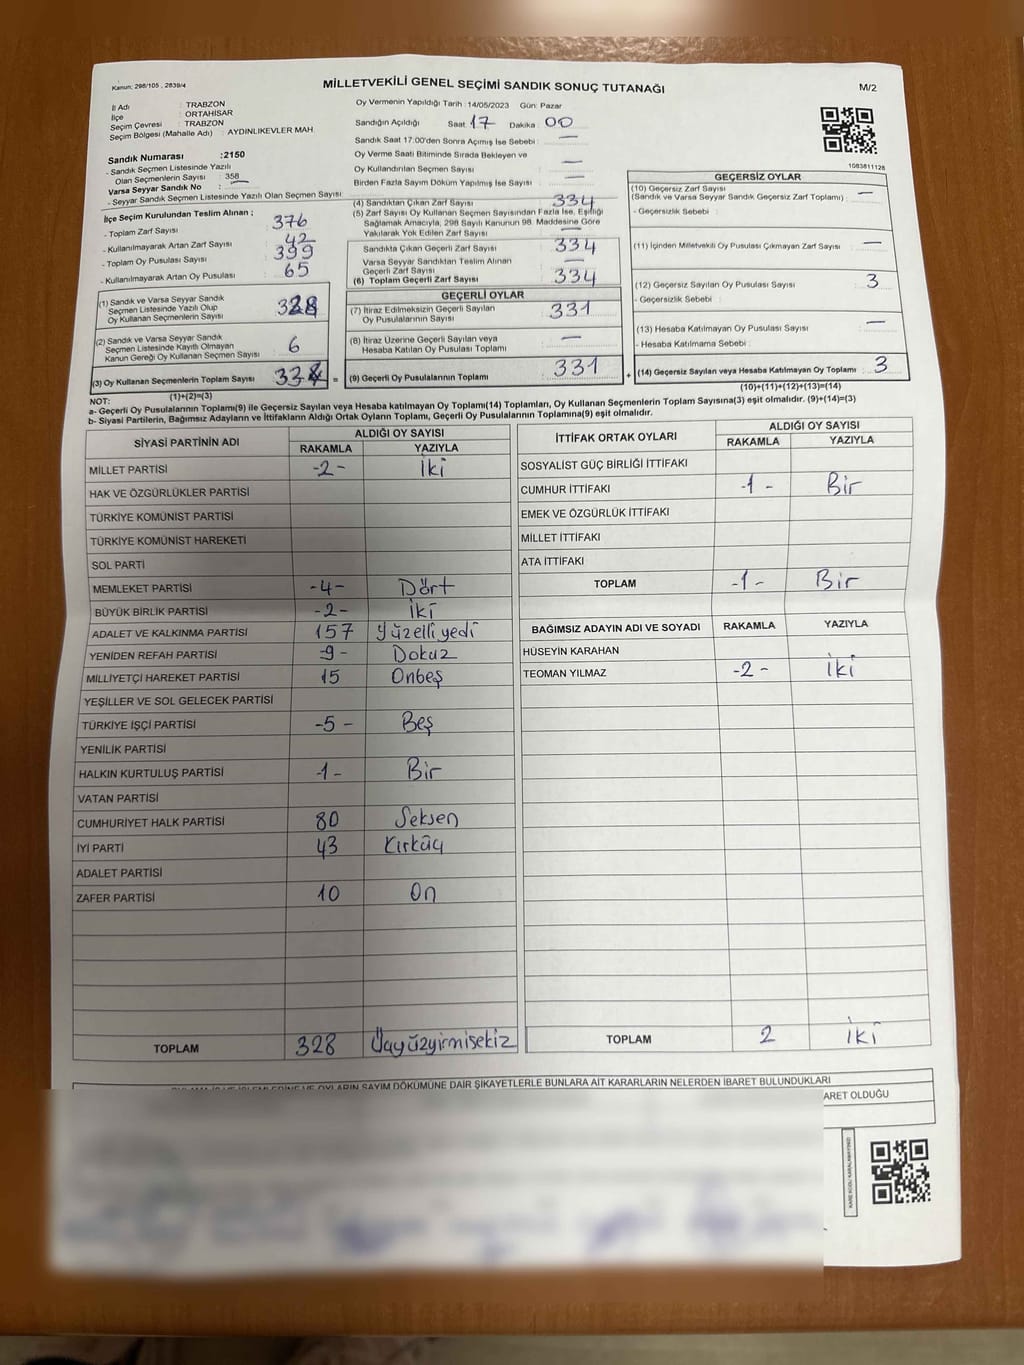 Kanun: 298/105 , 2839/4
MİLLETVEKİLİ GENEL SEÇİMİ SANDIK SONUÇ TUTANAĞI
M/2
İl Adı : TRABZON
İlçe : ORTAHİSAR
Seçim Çevresi : TRABZON
Seçim Bölgesi (Mahalle Adı) : AYDINLIKEVLER MAH.
Sandık Numarası :2150
- Sandık Seçmen Listesinde Yazılı
Olan Seçmenlerin Sayısı : 358
Varsa Seyyar Sandık No :
- Seyyar Sandık Seçmen Listesinde Yazılı Olan Seçmen Sayısı :
İlçe Seçim Kurulundan Teslim Alınan ;
- Toplam Zarf Sayısı : 376
- Kullanılmayarak Artan Zarf Sayısı : 42
- Toplam Oy Pusulası Sayısı : 399
- Kullanılmayarak Artan Oy Pusulası : 65
(1) Sandık ve Varsa Seyyar Sandık
Seçmen Listesinde Yazılı Olup
Oy Kullanan Seçmenlerin Sayısı : 328
(2) Sandık ve Varsa Seyyar Sandık
Seçmen Listesinde Kayıtlı Olmayan
Kanun Gereği Oy Kullanan Seçmen Sayısı : 6
(3) Oy Kullanan Seçmenlerin Toplam Sayısı : 334 =
(1)+(2)=(3)
Oy Vermenin Yapıldığı Tarih :14/05/2023 Gün: Pazar
Sandığın Açıldığı Saat :17 Dakika : 00
Sandık Saat 17:00'den Sonra Açılmış İse Sebebi : —
Oy Verme Saati Bitiminde Sırada Bekleyen ve
Oy Kullandırılan Seçmen Sayısı : —
Birden Fazla Sayım Döküm Yapılmış İse Sayısı : —
(4) Sandıktan Çıkan Zarf Sayısı : 334
(5) Zarf Sayısı Oy Kullanan Seçmen Sayısından Fazla İse, Eşitliği
Sağlamak Amacıyla, 298 Sayılı Kanunun 98. Maddesine Göre
Yakılarak Yok Edilen Zarf Sayısı : —
Sandıkta Çıkan Geçerli Zarf Sayısı : 334
Varsa Seyyar Sandıktan Teslim Alınan
Geçerli Zarf Sayısı : —
(6) Toplam Geçerli Zarf Sayısı : 334
GEÇERLİ OYLAR
(7) İtiraz Edilmeksizin Geçerli Sayılan
Oy Pusulalarının Sayısı : 331
(8) İtiraz Üzerine Geçerli Sayılan veya
Hesaba Katılan Oy Pusulası Toplamı : —
(9) Geçerli Oy Pusulalarının Toplamı : 331 +
1083811128
GEÇERSİZ OYLAR
(10) Geçersiz Zarf Sayısı
(Sandık ve Varsa Seyyar Sandık Geçersiz Zarf Toplamı) : —
- Geçersizlik Sebebi :
(11) İçinden Milletvekili Oy Pusulası Çıkmayan Zarf Sayısı : —
(12) Geçersiz Sayılan Oy Pusulası Sayısı : 3
- Geçersizlik Sebebi :
(13) Hesaba Katılmayan Oy Pusulası Sayısı : —
- Hesaba Katılmama Sebebi :
(14) Geçersiz Sayılan veya Hesaba Katılmayan Oy Toplamı : 3
(10)+(11)+(12)+(13)=(14)
NOT:
a- Geçerli Oy Pusulalarının Toplamı(9) ile Geçersiz Sayılan veya Hesaba katılmayan Oy Toplamı(14) Toplamları, Oy Kullanan Seçmenlerin Toplam Sayısına(3) eşit olmalıdır. (9)+(14)=(3)
b- Siyasi Partilerin, Bağımsız Adayların ve İttifakların Aldığı Ortak Oyların Toplamı, Geçerli Oy Pusulalarının Toplamına(9) eşit olmalıdır.
SİYASİ PARTİNİN ADI ALDIĞI OY SAYISI
RAKAMLA YAZIYLA
MİLLET PARTİSİ -2- İki
HAK VE ÖZGÜRLÜKLER PARTİSİ
TÜRKİYE KOMÜNİST PARTİSİ
TÜRKİYE KOMÜNİST HAREKETİ
SOL PARTİ
MEMLEKET PARTİSİ -4- Dört
BÜYÜK BİRLİK PARTİSİ -2- İki
ADALET VE KALKINMA PARTİSİ 157 Yüzelliyedi
YENİDEN REFAH PARTİSİ -9- Dokuz
MİLLİYETÇİ HAREKET PARTİSİ 15 Onbeş
YEŞİLLER VE SOL GELECEK PARTİSİ
TÜRKİYE İŞÇİ PARTİSİ -5- Beş
YENİLİK PARTİSİ
HALKIN KURTULUŞ PARTİSİ -1- Bir
VATAN PARTİSİ
CUMHURİYET HALK PARTİSİ 80 Seksen
İYİ PARTİ 43 Kırküç
ADALET PARTİSİ
ZAFER PARTİSİ 10 On
TOPLAM 328 Üçyüzyirmisekiz
İTTİFAK ORTAK OYLARI ALDIĞI OY SAYISI
RAKAMLA YAZIYLA
SOSYALİST GÜÇ BİRLİĞİ İTTİFAKI
CUMHUR İTTİFAKI -1- Bir
EMEK VE ÖZGÜRLÜK İTTİFAKI
MİLLET İTTİFAKI
ATA İTTİFAKI
TOPLAM -1- Bir
BAĞIMSIZ ADAYIN ADI VE SOYADI RAKAMLA YAZIYLA
HÜSEYİN KARAHAN
TEOMAN YILMAZ -2- İki
TOPLAM 2 İki
OYLARIN SAYIM DÖKÜMÜNE DAİR ŞİKAYETLERLE BUNLARA AİT KARARLARIN NELERDEN İBARET BULUNDUKLARI
ARET OLDUĞU